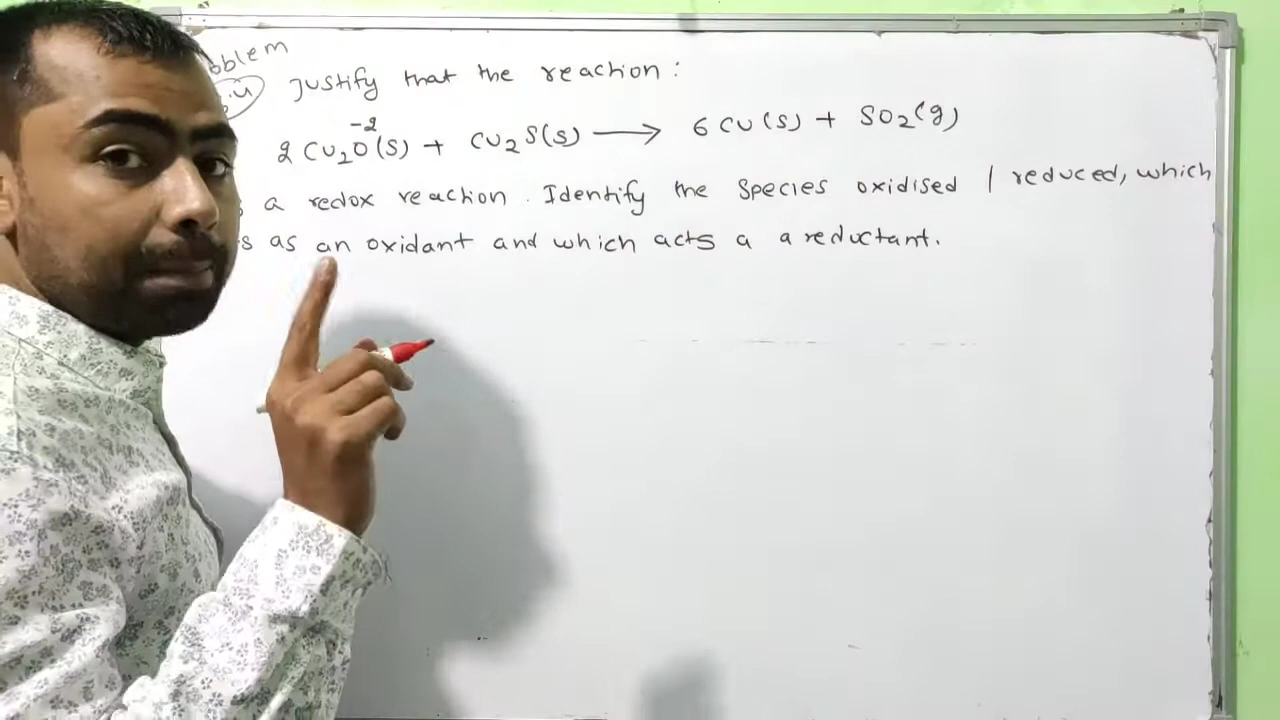 oblem
Justify that the reaction :
-2
2 Cu2O(s) + Cu2S(s) → 6 Cu(s) + SO2(g)
a redox reaction . Identify the species oxidised / reduced, which
s as an oxidant and which acts a a reductant.